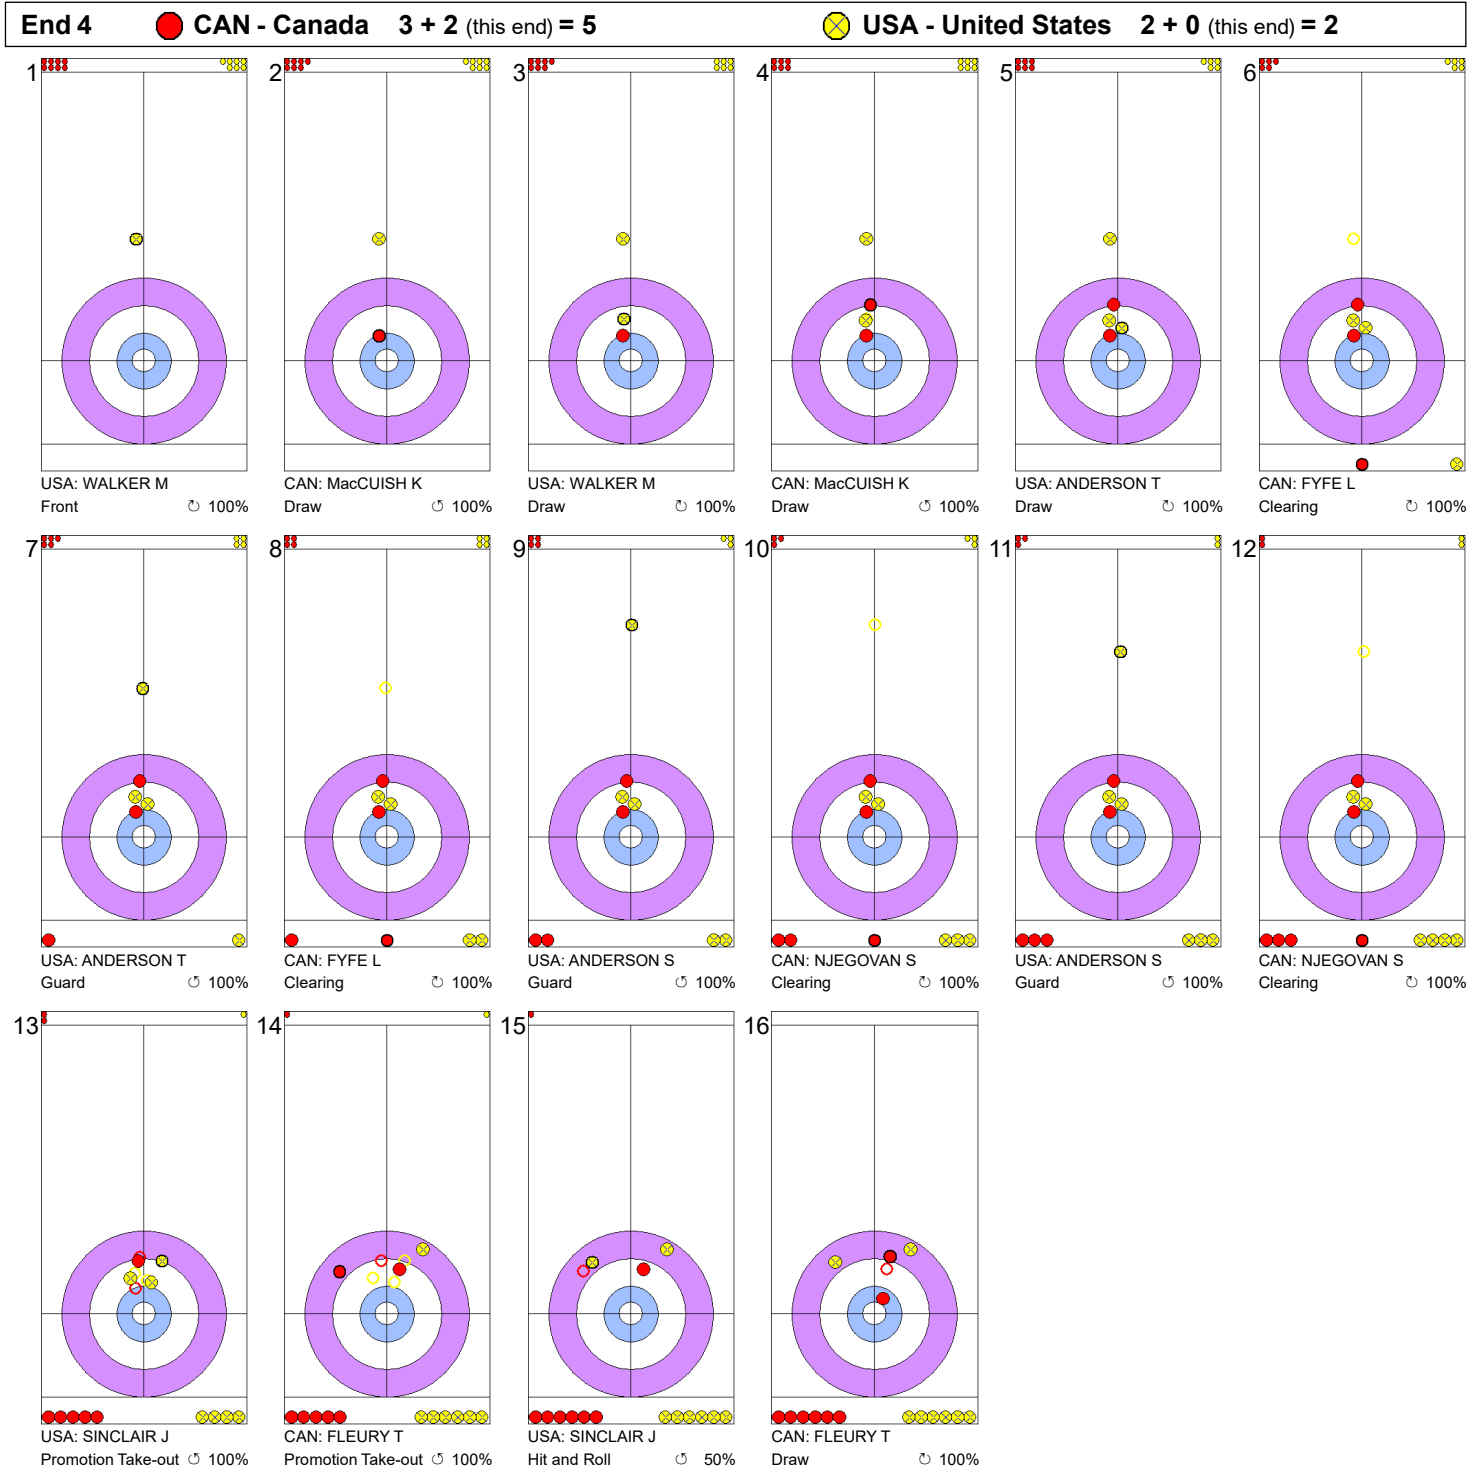 End 4 CAN - Canada 3 + 2 (this end) = 5 USA - United States 2 + 0 (this end) = 2
1 2 3 4 5 6
USA: WALKER M CAN: MacCUISH K USA: WALKER M CAN: MacCUISH K USA: ANDERSON T CAN: FYFE L
Front ↻ 100% Draw ↺ 100% Draw ↻ 100% Draw ↻ 100% Draw ↻ 100% Clearing ↻ 100%
7 8 9 10 11 12
USA: ANDERSON T CAN: FYFE L USA: ANDERSON S CAN: NJEGOVAN S USA: ANDERSON S CAN: NJEGOVAN S
Guard ↻ 100% Clearing ↺ 100% Guard ↺ 100% Clearing ↻ 100% Guard ↺ 100% Clearing ↻ 100%
13 14 15 16
USA: SINCLAIR J CAN: FLEURY T USA: SINCLAIR J CAN: FLEURY T
Promotion Take-out ↺ 100% Promotion Take-out ↻ 100% Hit and Roll ↺ 50% Draw ↻ 100%